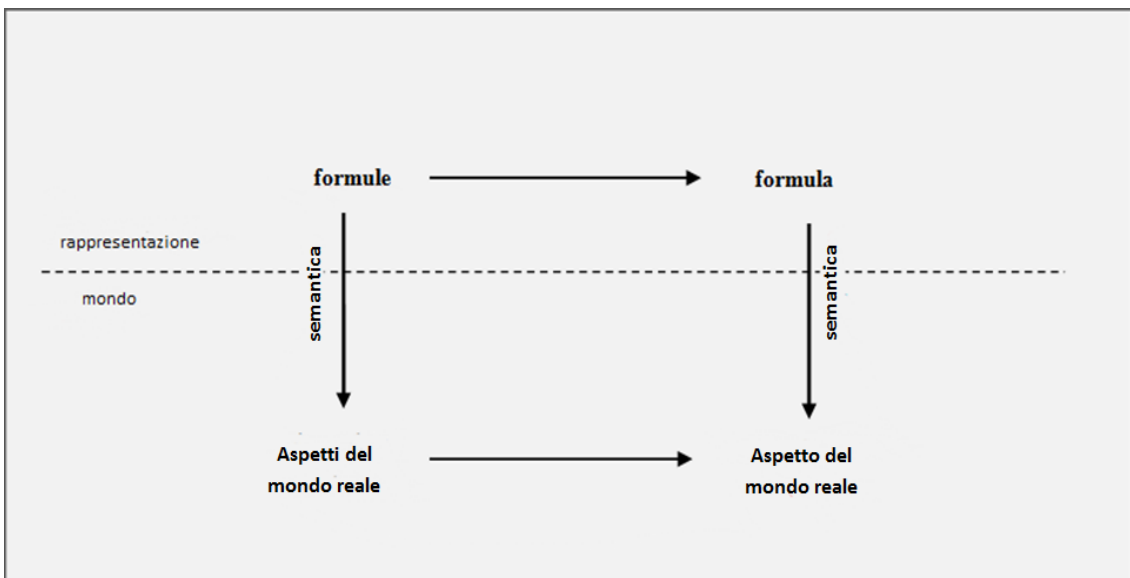 formule
formula
rappresentazione
semantica
semantica
mondo
Aspetti del
mondo reale
Aspetto del
mondo reale